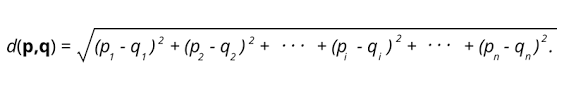 d(p,q) = √(p₁ - q₁)² + (p₂ - q₂)² + ··· + (pᵢ - qᵢ)² + ··· + (pₙ - qₙ)².